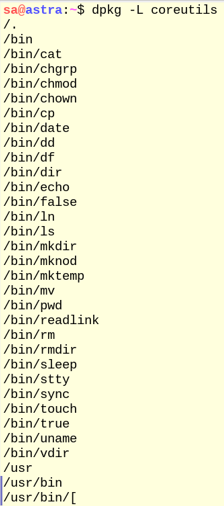 sa@astra:~$ dpkg -L coreutils
/.
/bin
/bin/cat
/bin/chgrp
/bin/chmod
/bin/chown
/bin/cp
/bin/date
/bin/dd
/bin/df
/bin/dir
/bin/echo
/bin/false
/bin/ln
/bin/ls
/bin/mkdir
/bin/mknod
/bin/mktemp
/bin/mv
/bin/pwd
/bin/readlink
/bin/rm
/bin/rmdir
/bin/sleep
/bin/stty
/bin/sync
/bin/touch
/bin/true
/bin/uname
/bin/vdir
/usr
/usr/bin
/usr/bin/[